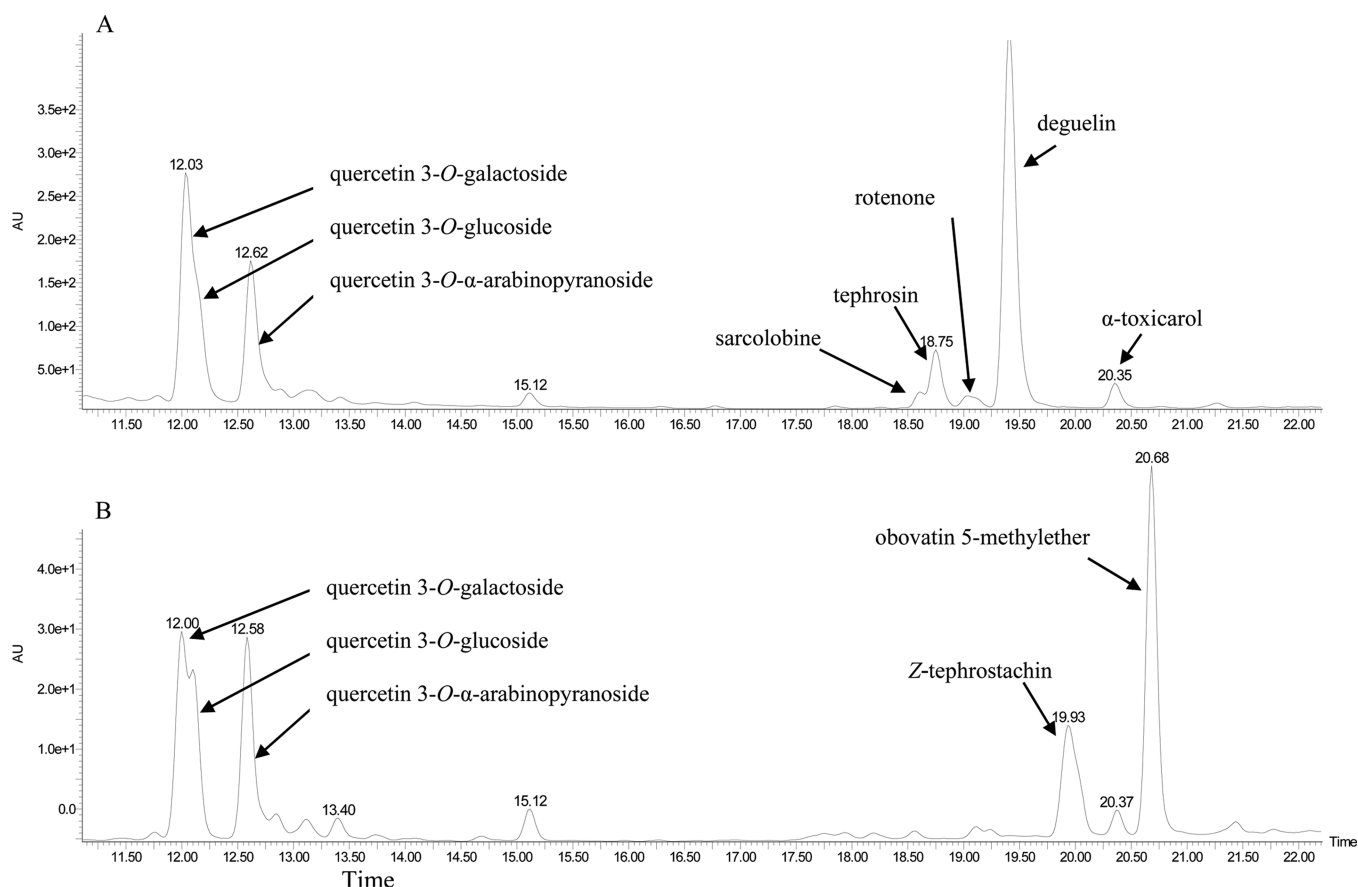 A
3.5e+2
3.0e+2
2.5e+2
2.0e+2
1.5e+2
1.0e+2
5.0e+1
AU
12.03
quercetin 3-O-galactoside
quercetin 3-O-glucoside
12.62
quercetin 3-O-α-arabinopyranoside
15.12
sarcolobine
tephrosin
18.75
rotenone
deguelin
α-toxicarol
20.35
11.50 12.00 12.50 13.00 13.50 14.00 14.50 15.00 15.50 16.00 16.50 17.00 17.50 18.00 18.50 19.00 19.50 20.00 20.50 21.00 21.50 22.00
B
4.0e+1
3.0e+1
2.0e+1
1.0e+1
0.0
AU
quercetin 3-O-galactoside
12.00
12.58
quercetin 3-O-glucoside
quercetin 3-O-α-arabinopyranoside
13.40
15.12
20.68
obovatin 5-methylether
Z-tephrostachin
19.93
20.37
Time
11.50 12.00 12.50 13.00 13.50 14.00 14.50 15.00 15.50 16.00 16.50 17.00 17.50 18.00 18.50 19.00 19.50 20.00 20.50 21.00 21.50 22.00
Time